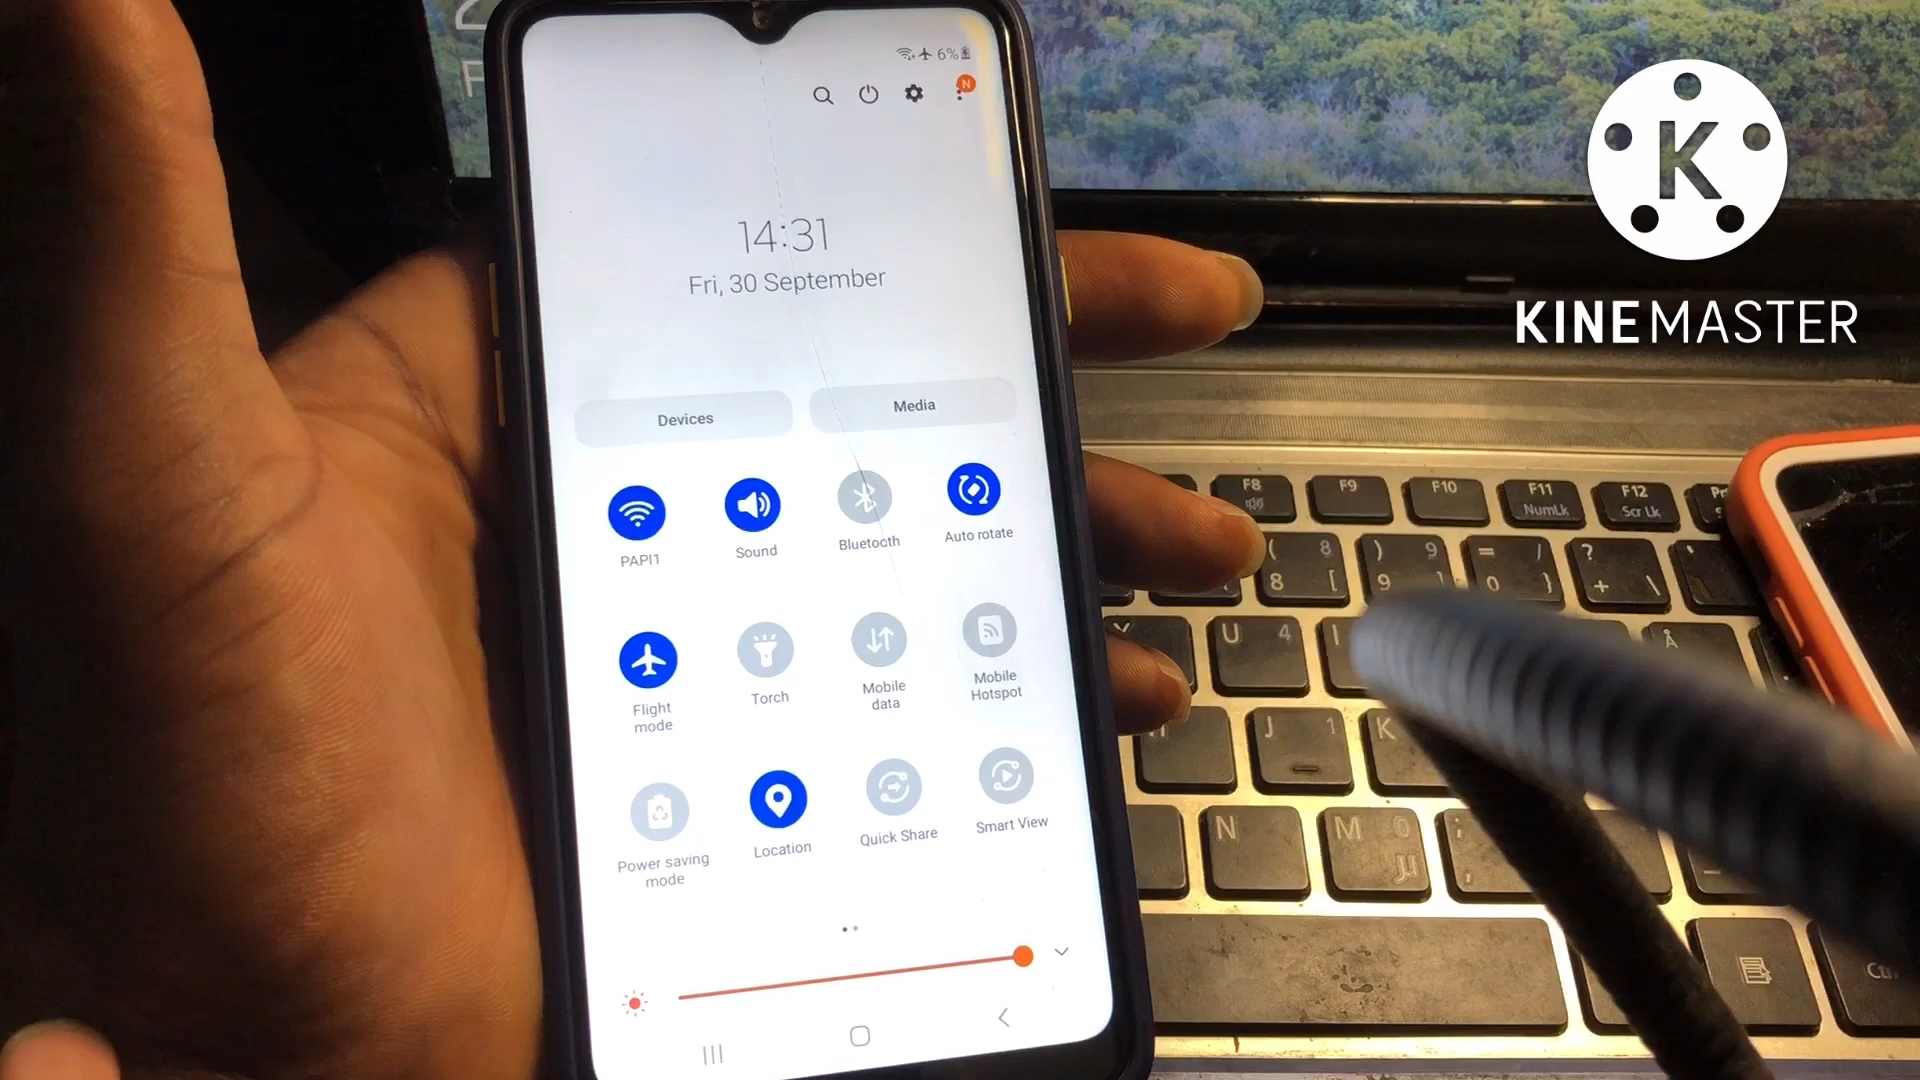 6%
N
14:31
Fri, 30 September
Devices
Media
PAPI1
Sound
Bluetooth
Auto rotate
Flight
mode
Torch
Mobile
data
Mobile
Hotspot
Power saving
mode
Location
Quick Share
Smart View
K
KINEMASTER
F8
F9
F10
F11
NumLk
F12
Scr Lk
( 8
8 [
) 9
9 ]
= /
0 }
?
+ \
U 4
I
Å
J 1
K
N
M 0
µ
;